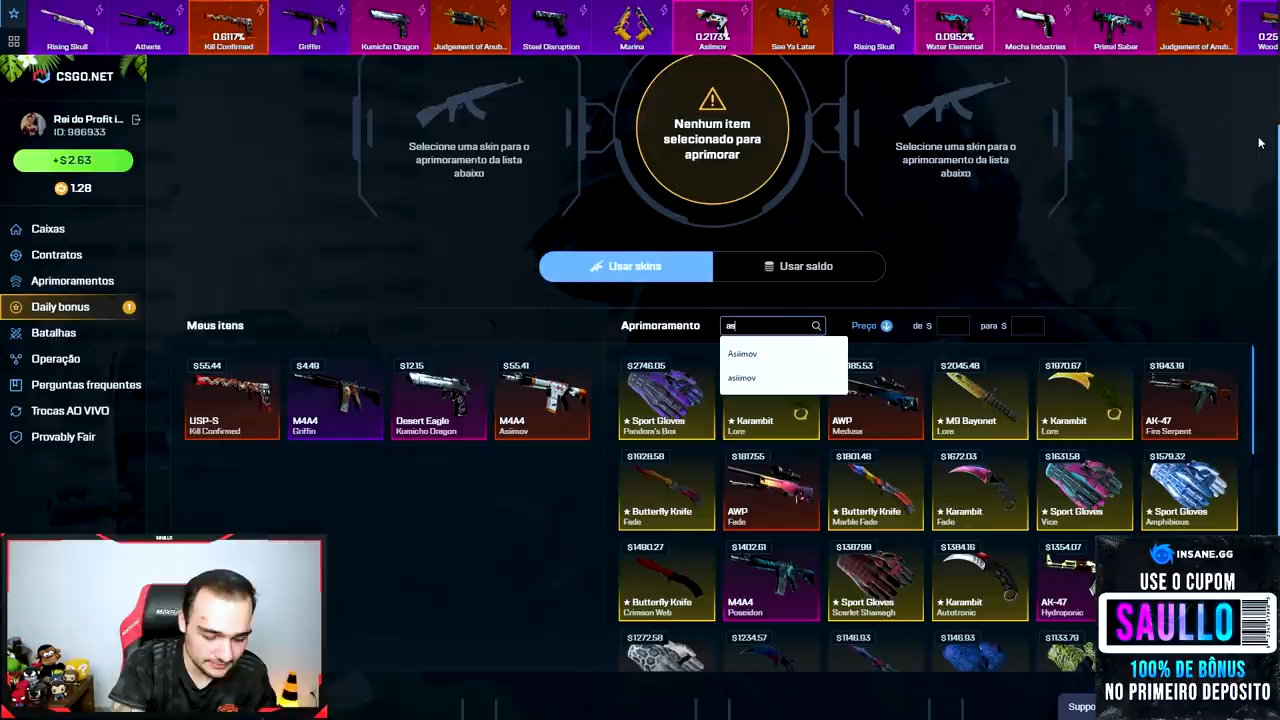 Rising Skull
Atheris
0.6117%
Kill Confirmed
Griffin
Kumicho Dragon
Judgement of Anub...
Steel Disruption
Marina
0.2173%
Asiimov
See Ya Later
Rising Skull
0.0952%
Water Elemental
Mecha Industries
Primal Saber
Judgement of Anub...
0.25
Wood
CSGO.NET
Rei do Profit i...
ID: 986933
+$ 2.63
1.28
Caixas
Contratos
Aprimoramentos
Daily bonus
1
Batalhas
Operação
Perguntas frequentes
Trocas AO VIVO
Provably Fair
Selecione uma skin para o
aprimoramento da lista
abaixo
Nenhum item
selecionado para
aprimorar
Selecione uma skin para o
aprimoramento da lista
abaixo
Usar skins
Usar saldo
Meus itens
$55.44
USP-S
Kill Confirmed
$4.49
M4A4
Griffin
$12.15
Desert Eagle
Kumicho Dragon
$55.41
M4A4
Asiimov
Aprimoramento
as
Asiimov
asiimov
Preço
de $
para $
$2746.05
★ Sport Gloves
Pandora's Box
★ Karambit
Lore
185.53
AWP
Medusa
$2045.48
★ M9 Bayonet
Lore
$1970.67
★ Karambit
Lore
$1943.19
AK-47
Fire Serpent
$1928.58
★ Butterfly Knife
Fade
$1817.55
AWP
Fade
$1801.48
★ Butterfly Knife
Marble Fade
$1672.03
★ Karambit
Fade
$1631.58
★ Sport Gloves
Vice
$1579.32
★ Sport Gloves
Amphibious
$1490.27
★ Butterfly Knife
Crimson Web
$1402.61
M4A4
Poseidon
$1387.99
★ Sport Gloves
Scarlet Shamagh
$1384.16
★ Karambit
Autotronic
$1354.07
AK-47
Hydroponic
$1272.58
$1234.57
$1146.93
$1146.93
$1133.79
SAULLO
INSANE.GG
USE O CUPOM
SAULLO
100% DE BÔNUS
NO PRIMEIRO DEPOSITO
Suppo